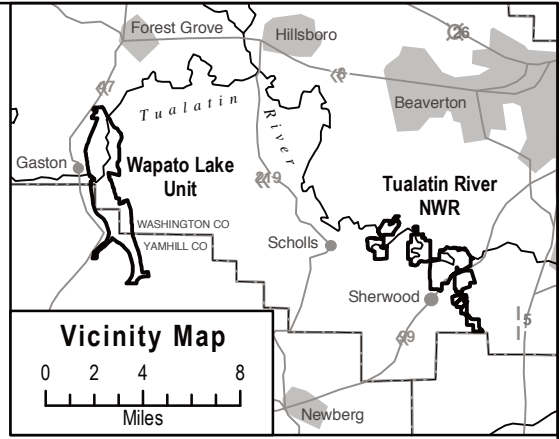 Forest Grove
Hillsboro
26
47
8
Beaverton
Tualatin
River
Gaston
Wapato Lake
Unit
219
Tualatin River
NWR
WASHINGTON CO
YAMHILL CO
Scholls
Sherwood
5
99
Vicinity Map
0 2 4 8
Miles
Newberg